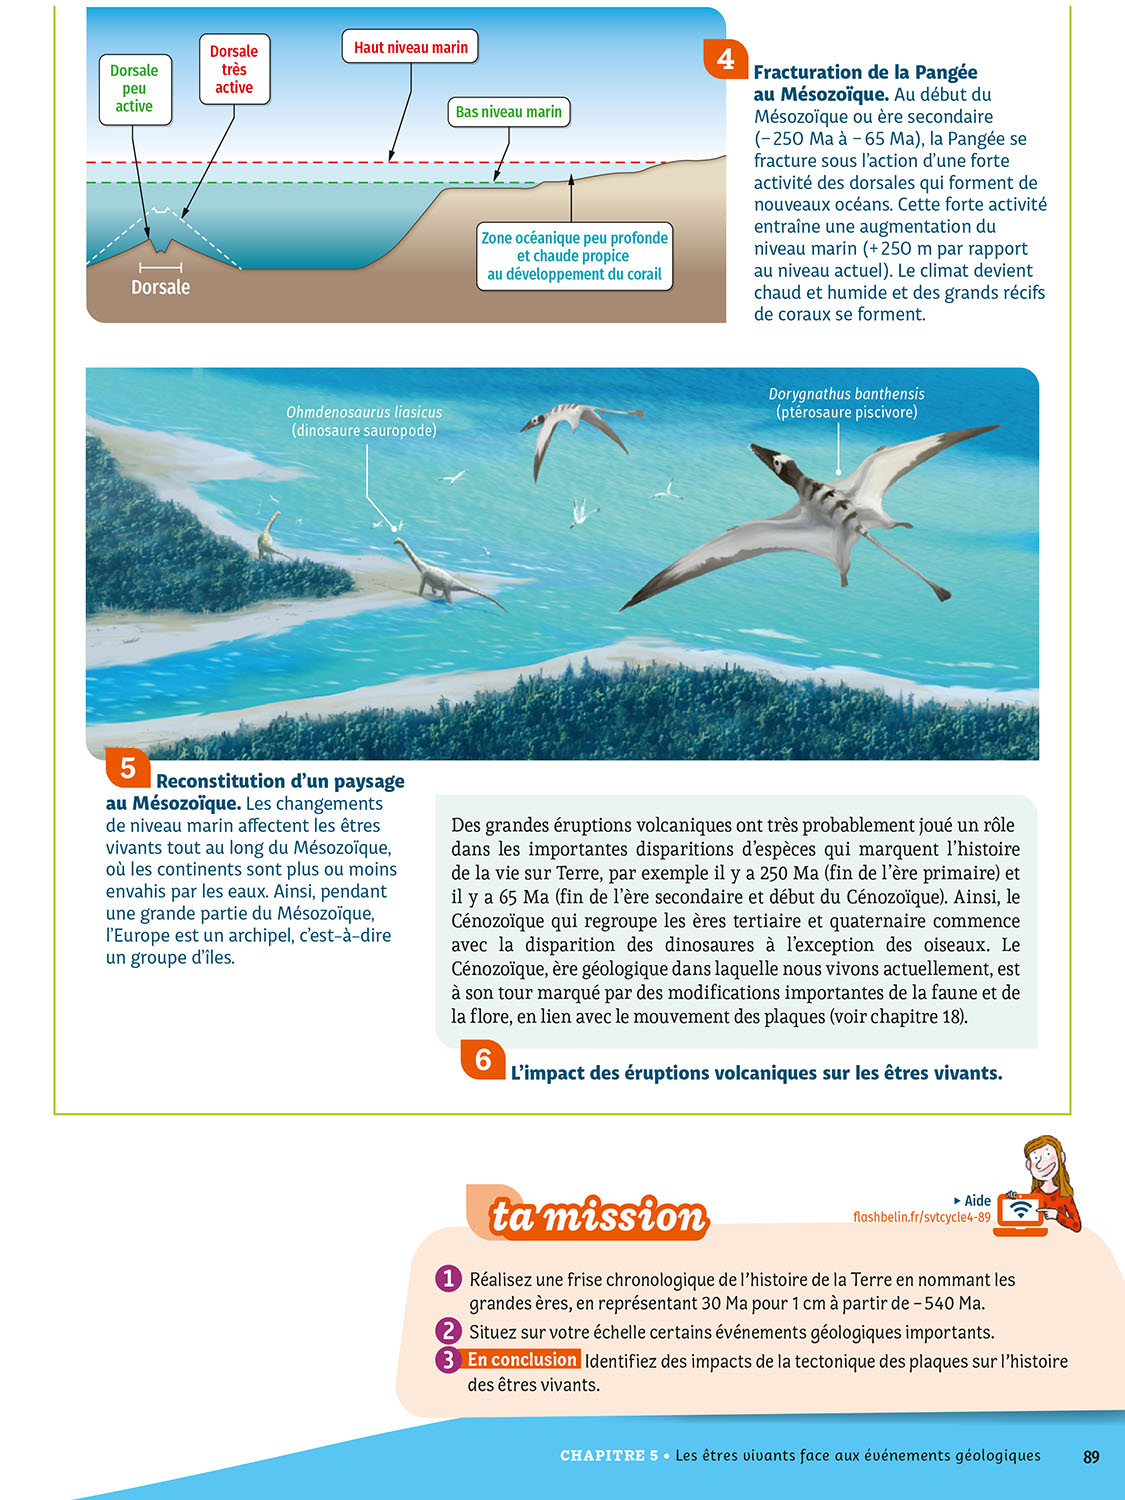 Dorsale
peu
active
Dorsale
très
active
Haut niveau marin
Bas niveau marin
Zone océanique peu profonde
et chaude propice
au développement du corail
Dorsale
4
Fracturation de la Pangée
au Mésozoïque. Au début du
Mésozoïque ou ère secondaire
(– 250 Ma à – 65 Ma), la Pangée se
fracture sous l’action d’une forte
activité des dorsales qui forment de
nouveaux océans. Cette forte activité
entraîne une augmentation du
niveau marin (+ 250 m par rapport
au niveau actuel). Le climat devient
chaud et humide et des grands récifs
de coraux se forment.
Ohmdenosaurus liasicus
(dinosaure sauropode)
Dorygnathus banthensis
(ptérosaure piscivore)
5
Reconstitution d’un paysage
au Mésozoïque. Les changements
de niveau marin affectent les êtres
vivants tout au long du Mésozoïque,
où les continents sont plus ou moins
envahis par les eaux. Ainsi, pendant
une grande partie du Mésozoïque,
l’Europe est un archipel, c’est-à-dire
un groupe d’îles.
Des grandes éruptions volcaniques ont très probablement joué un rôle
dans les importantes disparitions d’espèces qui marquent l’histoire
de la vie sur Terre, par exemple il y a 250 Ma (fin de l’ère primaire) et
il y a 65 Ma (fin de l’ère secondaire et début du Cénozoïque). Ainsi, le
Cénozoïque qui regroupe les ères tertiaire et quaternaire commence
avec la disparition des dinosaures à l’exception des oiseaux. Le
Cénozoïque, ère géologique dans laquelle nous vivons actuellement, est
à son tour marqué par des modifications importantes de la faune et de
la flore, en lien avec le mouvement des plaques (voir chapitre 18).
6
L’impact des éruptions volcaniques sur les êtres vivants.
ta mission
▸ Aide
flashbelin.fr/svtcycle4-89
1 Réalisez une frise chronologique de l’histoire de la Terre en nommant les
grandes ères, en représentant 30 Ma pour 1 cm à partir de – 540 Ma.
2 Situez sur votre échelle certains événements géologiques importants.
3 En conclusion Identifiez des impacts de la tectonique des plaques sur l’histoire
des êtres vivants.
CHAPITRE 5 • Les êtres vivants face aux événements géologiques 89